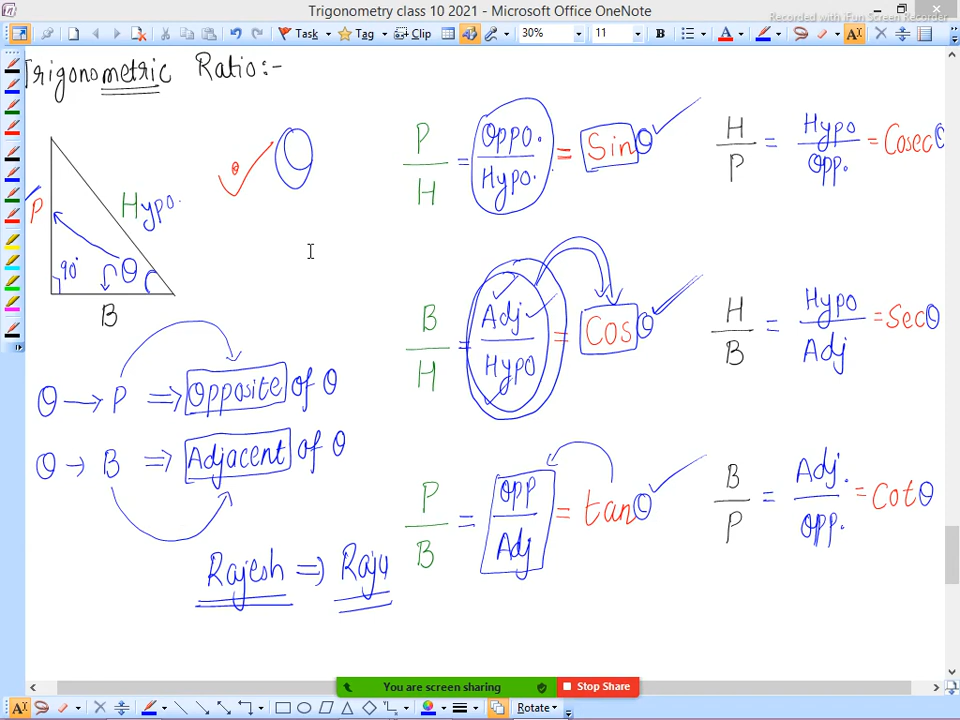 Trigonometry class 10 2021 - Microsoft Office OneNote
Recorded with iFun Screen Recorder
Task
Tag
Clip
30%
11
B
A
Trigonometric Ratio:-
P
Hypo.
90°
θ
B
θ → P ⇒ Opposite of θ
θ → B ⇒ Adjacent of θ
Rajesh ⇒ Raju
P/H = Oppo./Hypo. = Sinθ
B/H = Adj/Hypo = Cosθ
P/B = opp/Adj = tanθ
H/P = Hypo/Opp. = Cosecθ
H/B = Hypo/Adj = Secθ
B/P = Adj./opp. = Cotθ
You are screen sharing
Stop Share
Rotate